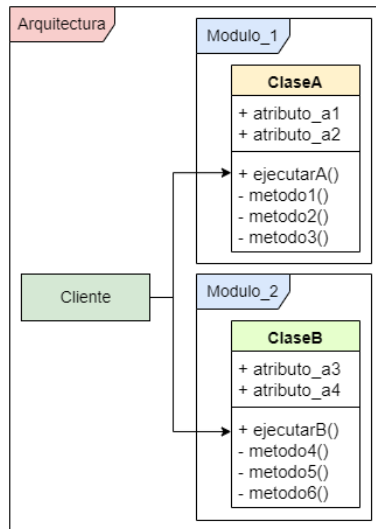 Arquitectura
Modulo_1
ClaseA
+ atributo_a1
+ atributo_a2
+ ejecutarA()
- metodo1()
- metodo2()
- metodo3()
Cliente
Modulo_2
ClaseB
+ atributo_a3
+ atributo_a4
+ ejecutarB()
- metodo4()
- metodo5()
- metodo6()